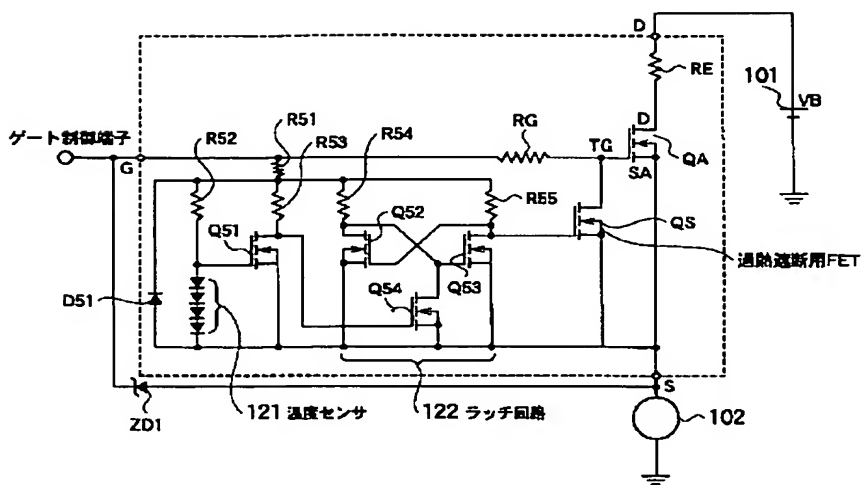 D
RE
101
VB
ゲート制御端子
R52
R51
R53
R54
RG
TG
D
QA
G
SA
R55
Q51
Q52
QS
過熱遮断用FET
Q53
D51
Q54
S
ZD1
121 温度センサ
122 ラッチ回路
102